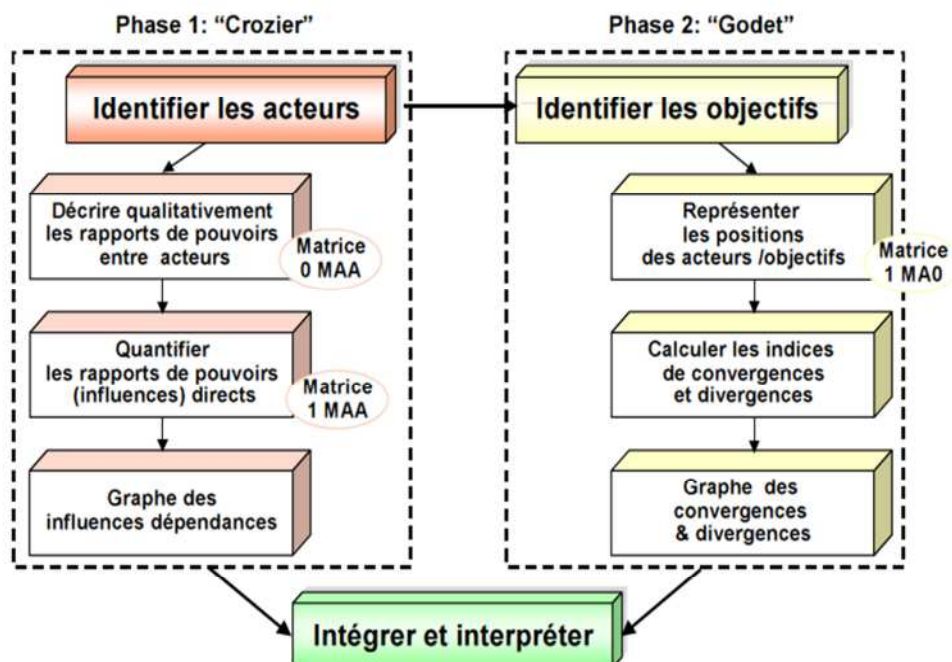 Phase 1: “Crozier”
Identifier les acteurs
Décrire qualitativement
les rapports de pouvoirs
entre acteurs
Matrice
0 MAA
Quantifier
les rapports de pouvoirs
(influences) directs
Matrice
1 MAA
Graphe des
influences dépendances
Phase 2: “Godet”
Identifier les objectifs
Représenter
les positions
des acteurs /objectifs
Matrice
1 MA0
Calculer les indices
de convergences
et divergences
Graphe des
convergences
& divergences
Intégrer et interpréter